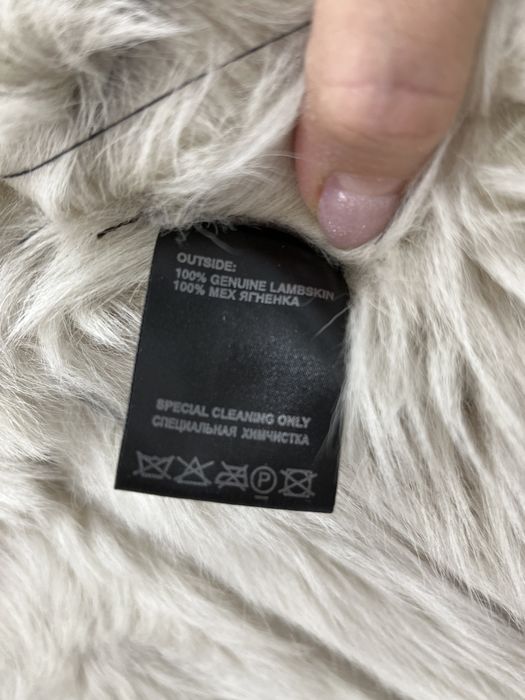 OUTSIDE:
100% GENUINE LAMBSKIN
100% МЕХ ЯГНЕНКА
SPECIAL CLEANING ONLY
СПЕЦИАЛЬНАЯ ХИМЧИСТКА
P